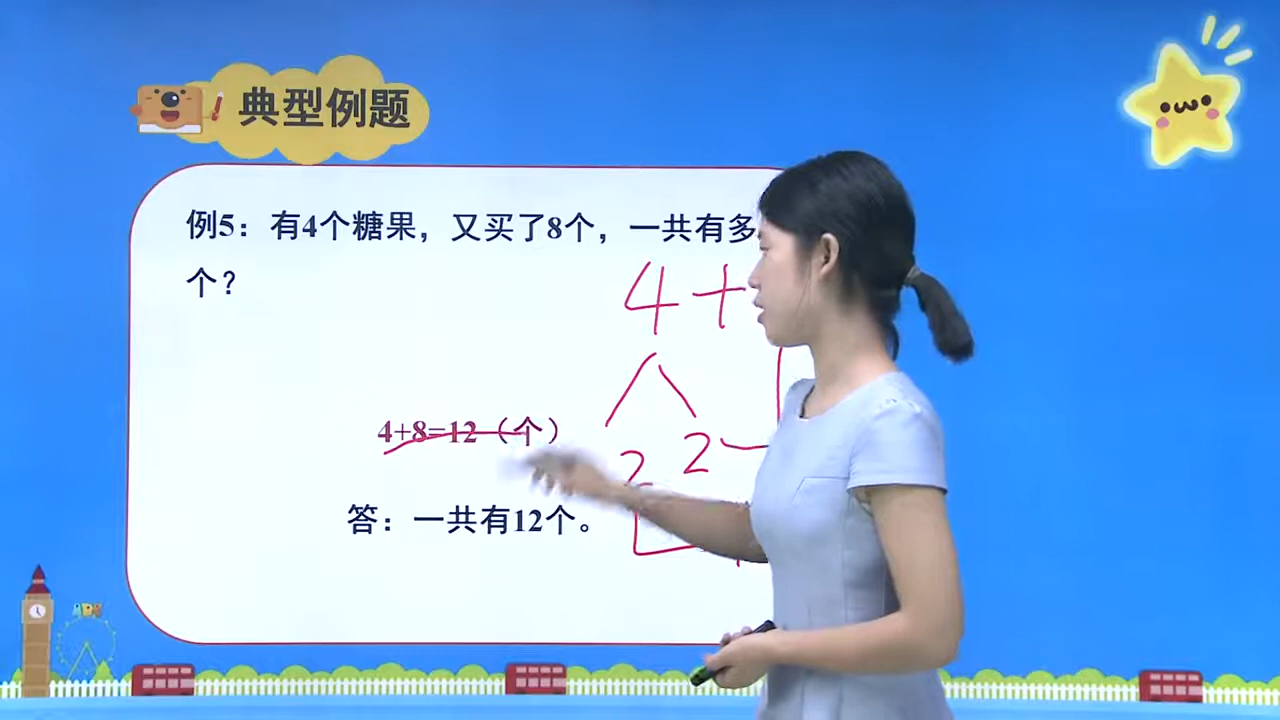 典型例题
例5：有4个糖果，又买了8个，一共有多
个？
4+
2 2
4+8=12（个）
答：一共有12个。